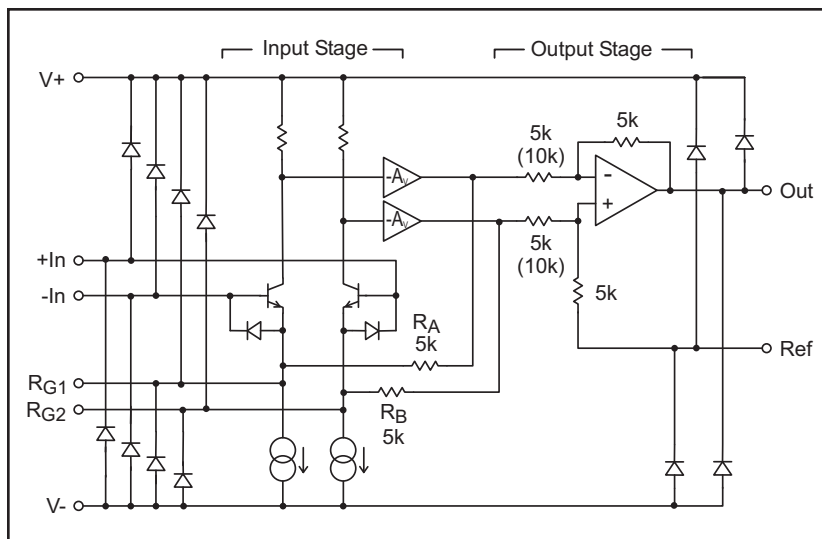 Input Stage
Output Stage
V+
5k
5k
(10k)
-Av
-
Out
-Av
+
5k
(10k)
+In
-In
5k
RA
5k
Ref
RG1
RG2
RB
5k
V-